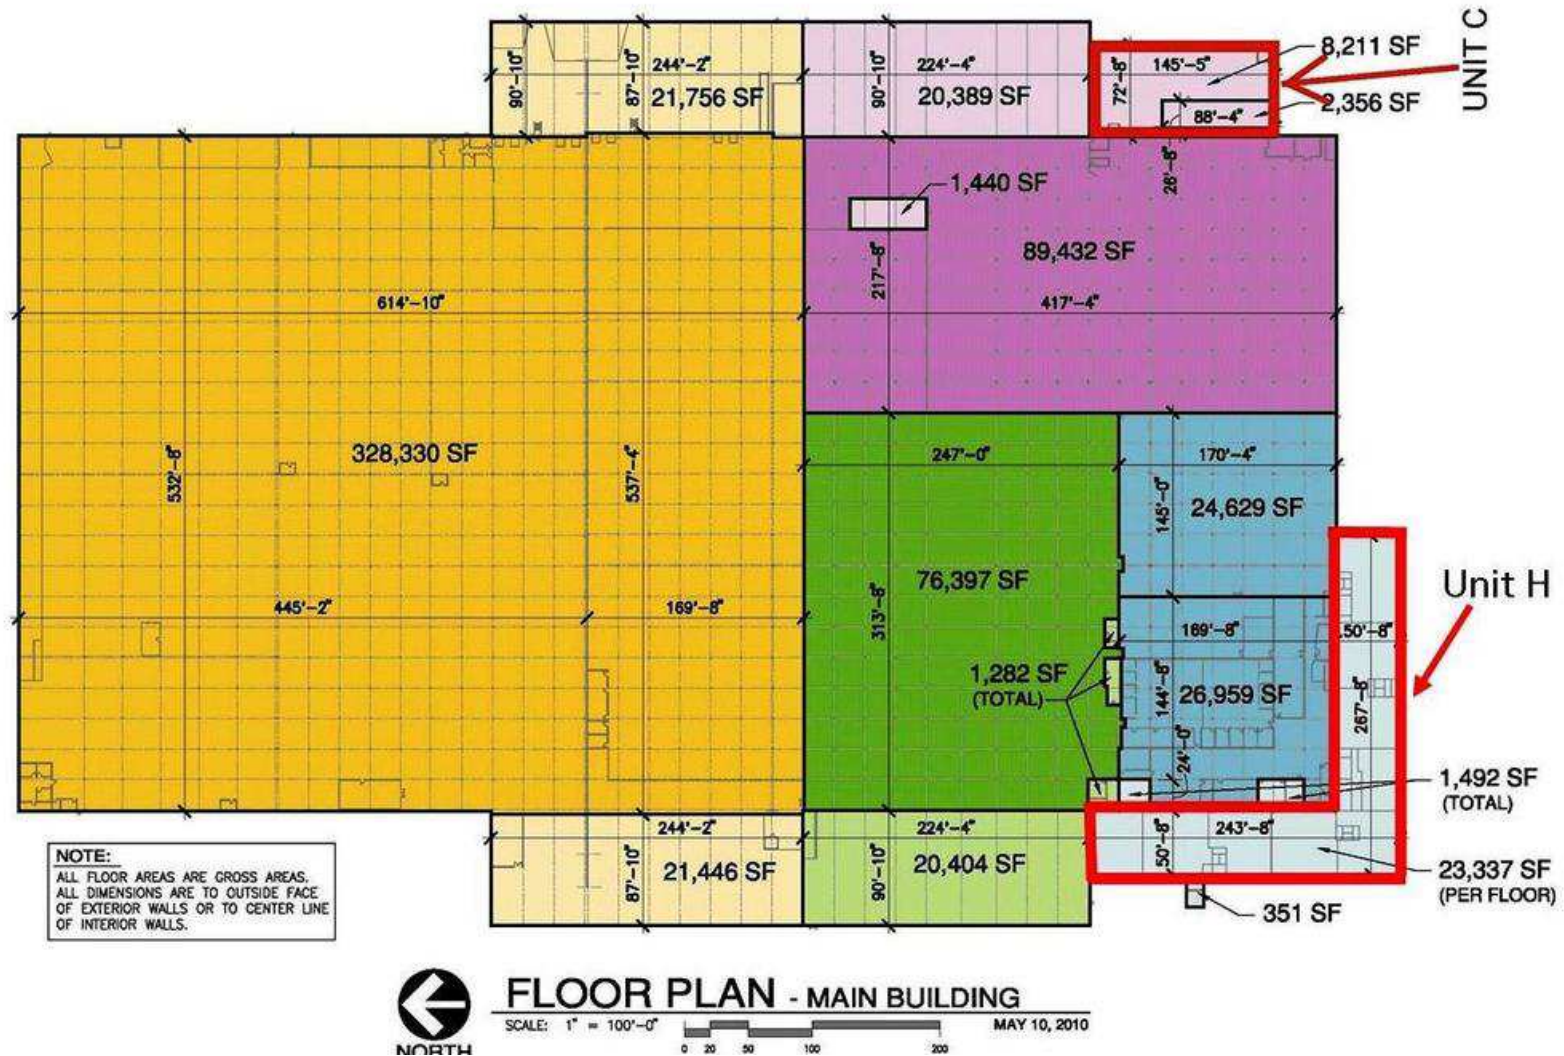 UNIT C
8,211 SF
2,356 SF
90'-10"
87'-10"
244'-2"
21,756 SF
90'-10"
224'-4"
20,389 SF
72'-8"
145'-5"
88'-4"
26'-8"
1,440 SF
89,432 SF
217'-8"
614'-10"
417'-4"
328,330 SF
532'-8"
537'-4"
247'-0"
170'-4"
145'-0"
24,629 SF
76,397 SF
313'-8"
Unit H
445'-2"
169'-8"
169'-8"
50'-8"
1,282 SF
(TOTAL)
144'-8"
26,959 SF
267'-8"
24'-0"
1,492 SF
(TOTAL)
244'-2"
21,446 SF
87'-10"
224'-4"
20,404 SF
90'-10"
50'-8"
243'-8"
23,337 SF
(PER FLOOR)
351 SF
NOTE:
ALL FLOOR AREAS ARE GROSS AREAS.
ALL DIMENSIONS ARE TO OUTSIDE FACE
OF EXTERIOR WALLS OR TO CENTER LINE
OF INTERIOR WALLS.
NORTH
FLOOR PLAN - MAIN BUILDING
SCALE: 1" = 100'-0"
MAY 10, 2010
0 20 50 100 200